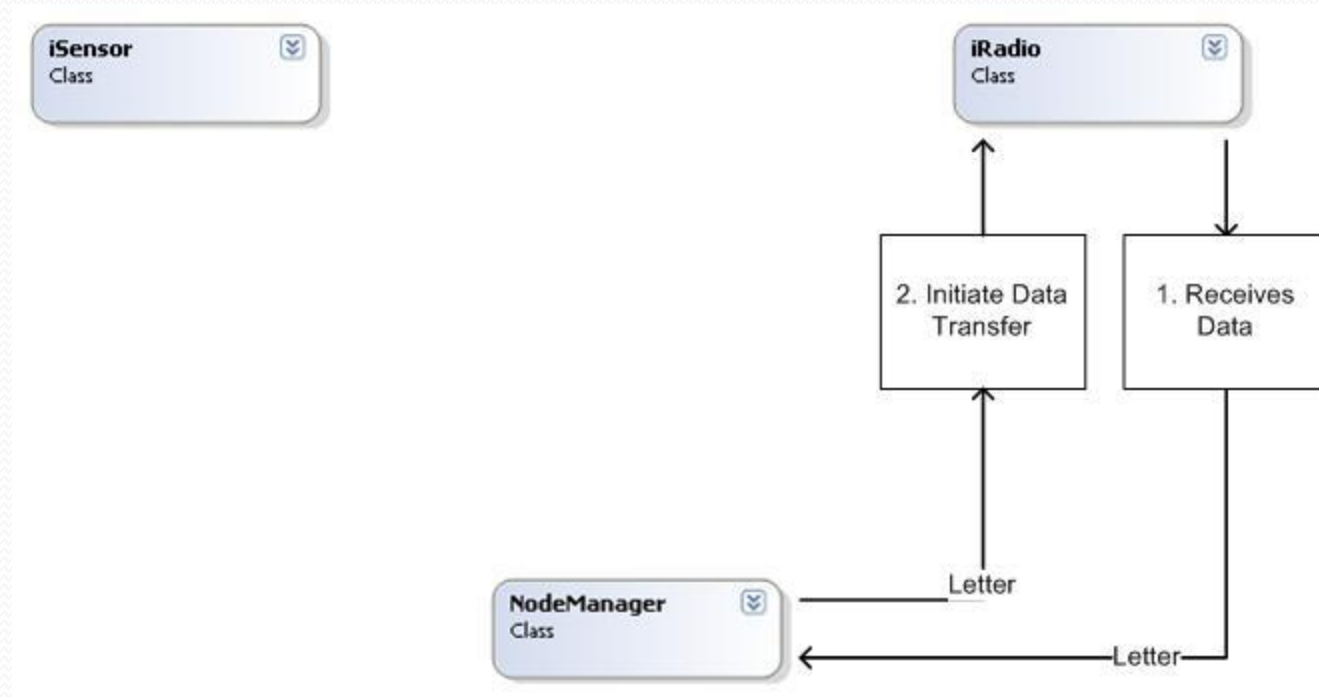 iSensor
Class
iRadio
Class
2. Initiate Data
Transfer
1. Receives
Data
Letter
NodeManager
Class
Letter